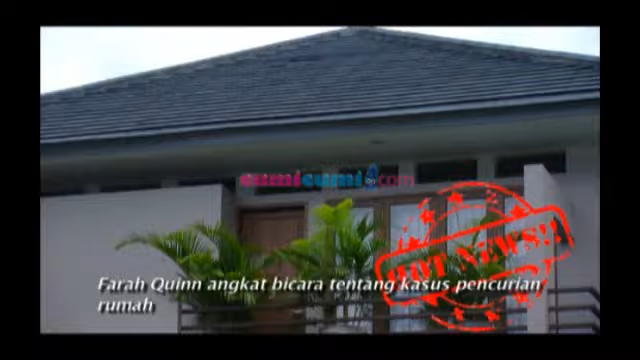 cumicumi.com
HOT NEWS!!
Farah Quinn angkat bicara tentang kasus pencurian
rumah